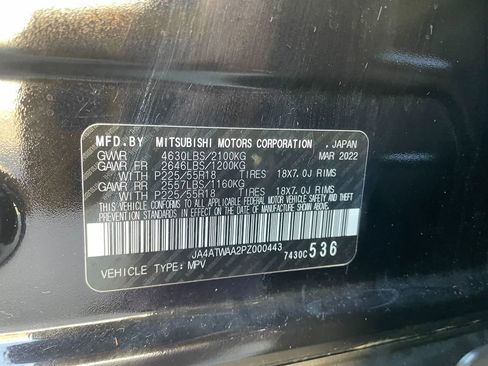 MFD.BY MITSUBISHI MOTORS CORPORATION . JAPAN
GVWR 4630LBS/2100KG MAR 2022
GAWR FR 2646LBS/1200KG
WITH P225/55R18 TIRES 18X7.0J RIMS
GAWR RR 2557LBS/1160KG
WITH P225/55R18 TIRES 18X7.0J RIMS
THIS VEHICLE CONFORMS TO ALL APPLICABLE FEDERAL MOTOR VEHICLE SAFETY, BUMPER, AND THEFT
PREVENTION STANDARDS IN EFFECT ON THE DATE OF MANUFACTURE SHOWN ABOVE.
JA4ATWAA2PZ000443 7430C 536
VEHICLE TYPE: MPV